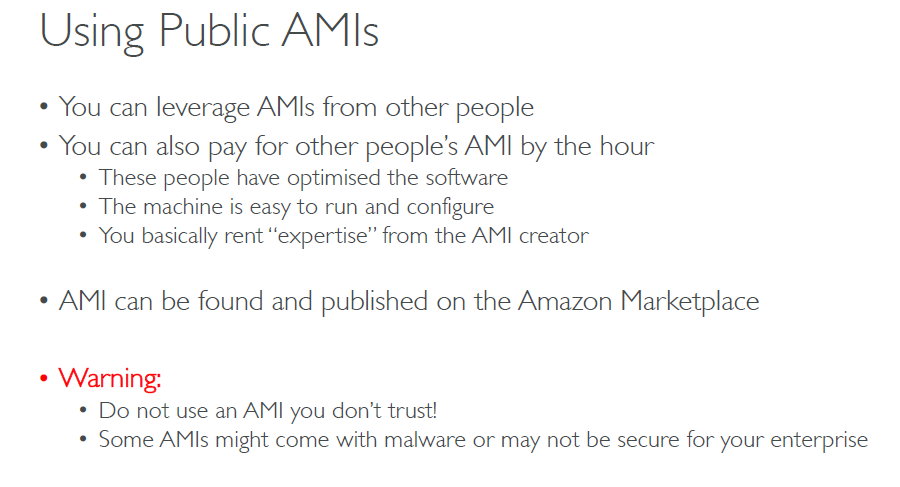 Using Public AMIs
• You can leverage AMIs from other people
• You can also pay for other people's AMI by the hour
• These people have optimised the software
• The machine is easy to run and configure
• You basically rent “expertise” from the AMI creator
• AMI can be found and published on the Amazon Marketplace
• Warning:
• Do not use an AMI you don't trust!
• Some AMIs might come with malware or may not be secure for your enterprise